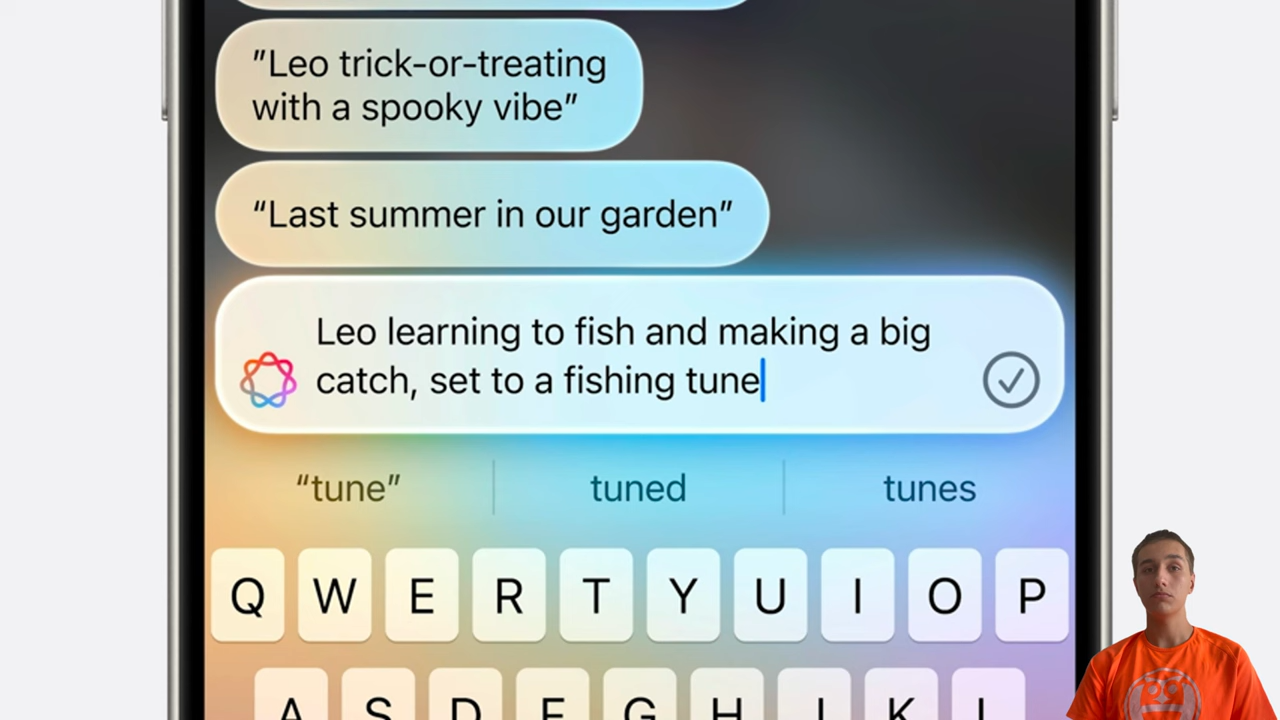 "Leo trick-or-treating
with a spooky vibe"
"Last summer in our garden"
Leo learning to fish and making a big
catch, set to a fishing tune
"tune" tuned tunes
Q W E R T Y U I O P
A S D F G H J K L